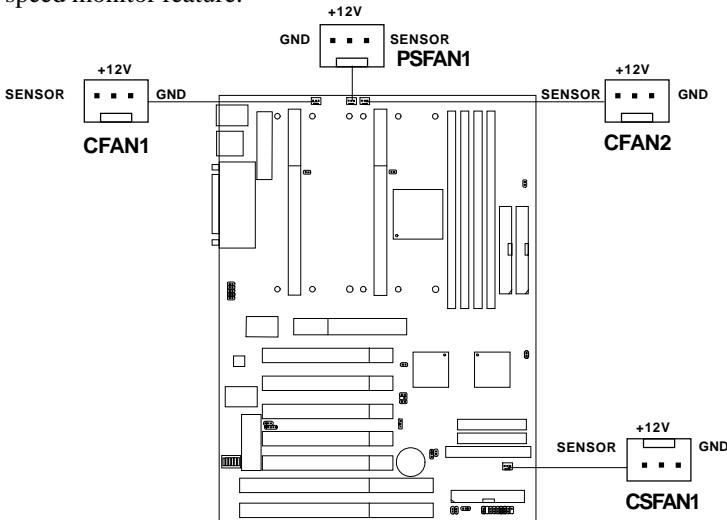 speed monitor feature.
+12V
GND SENSOR
PSFAN1
+12V
SENSOR GND
CFAN1
+12V
SENSOR GND
CFAN2
+12V
SENSOR GND
CSFAN1